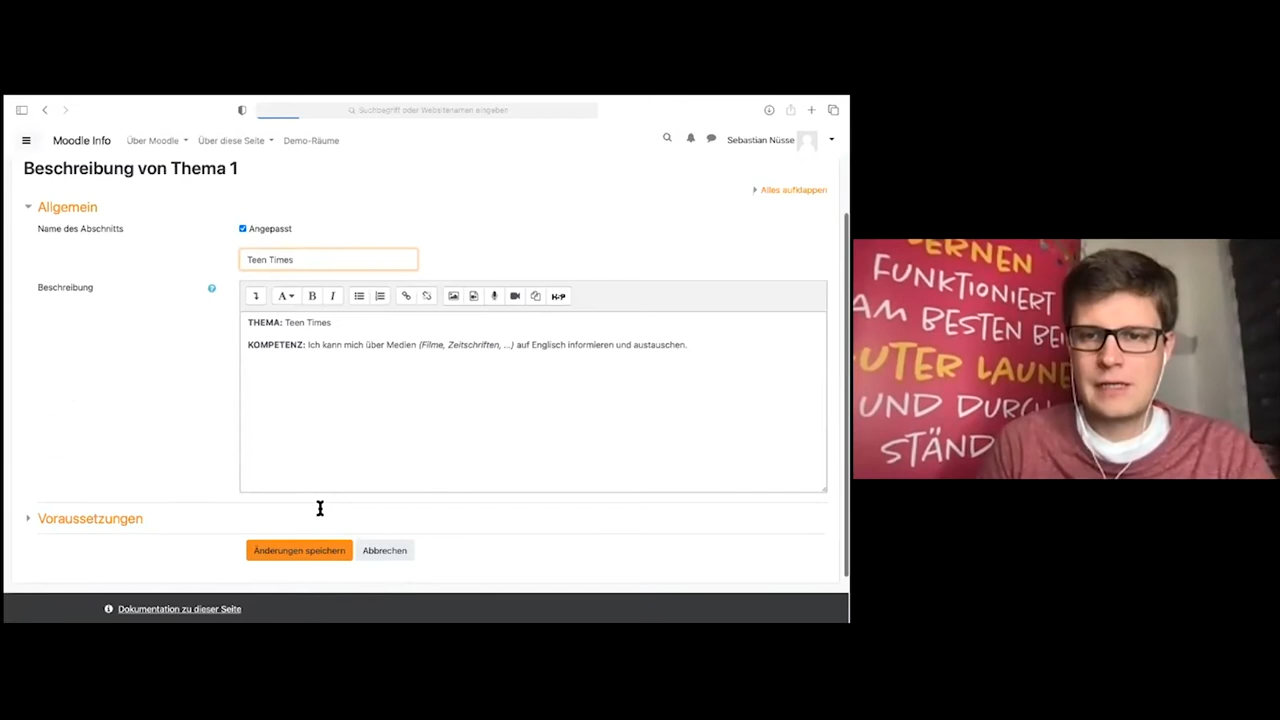 Suchbegriff oder Websitenamen eingeben
Moodle Info Über Moodle Über diese Seite Demo-Räume Sebastian Nüsse
Beschreibung von Thema 1
Alles aufklappen
Allgemein
Name des Abschnitts Angepasst
Teen Times
Beschreibung
A B I H-P
THEMA: Teen Times
KOMPETENZ: Ich kann mich über Medien (Filme, Zeitschriften, ...) auf Englisch informieren und austauschen.
Voraussetzungen
Änderungen speichern Abbrechen
Dokumentation zu dieser Seite
ERNEN
FUNKTIONIERT
AM BESTEN BEI
UTER LAUNE
UND DURCH
STÄND